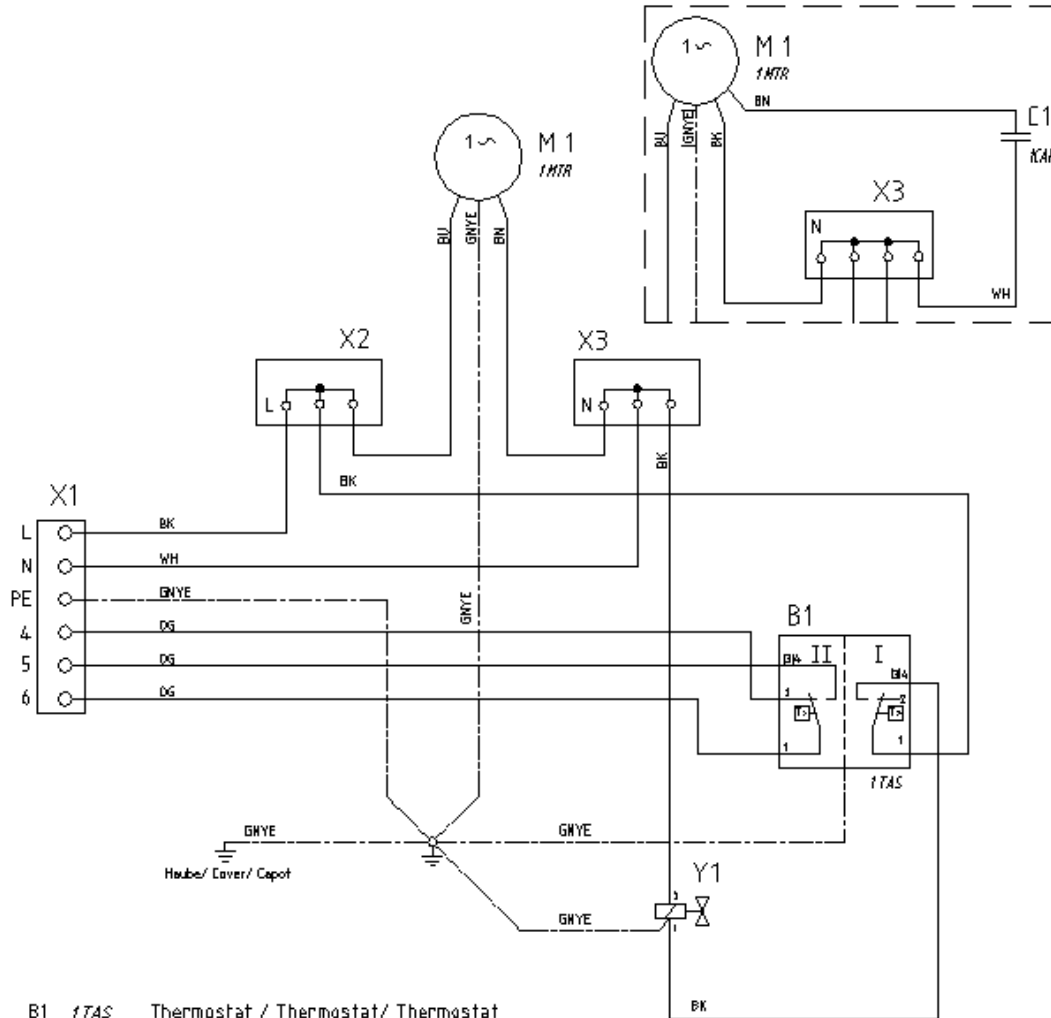 1~
M 1
1MTR
BN
BU
GNYE
BK
C1
X3
N
WH
1~
M 1
1MTR
BU
GNYE
BN
X2
L
X3
N
BK
BK
X1
L
BK
N
WH
PE
GNYE
GNYE
4
DG
5
DG
6
DG
B1
II
I
2
1
1
1TAS
GNYE
GNYE
Haube/ Cover/ Capot
Y1
GNYE
BK
B1 1TAS Thermostat / Thermostat/ Thermostat